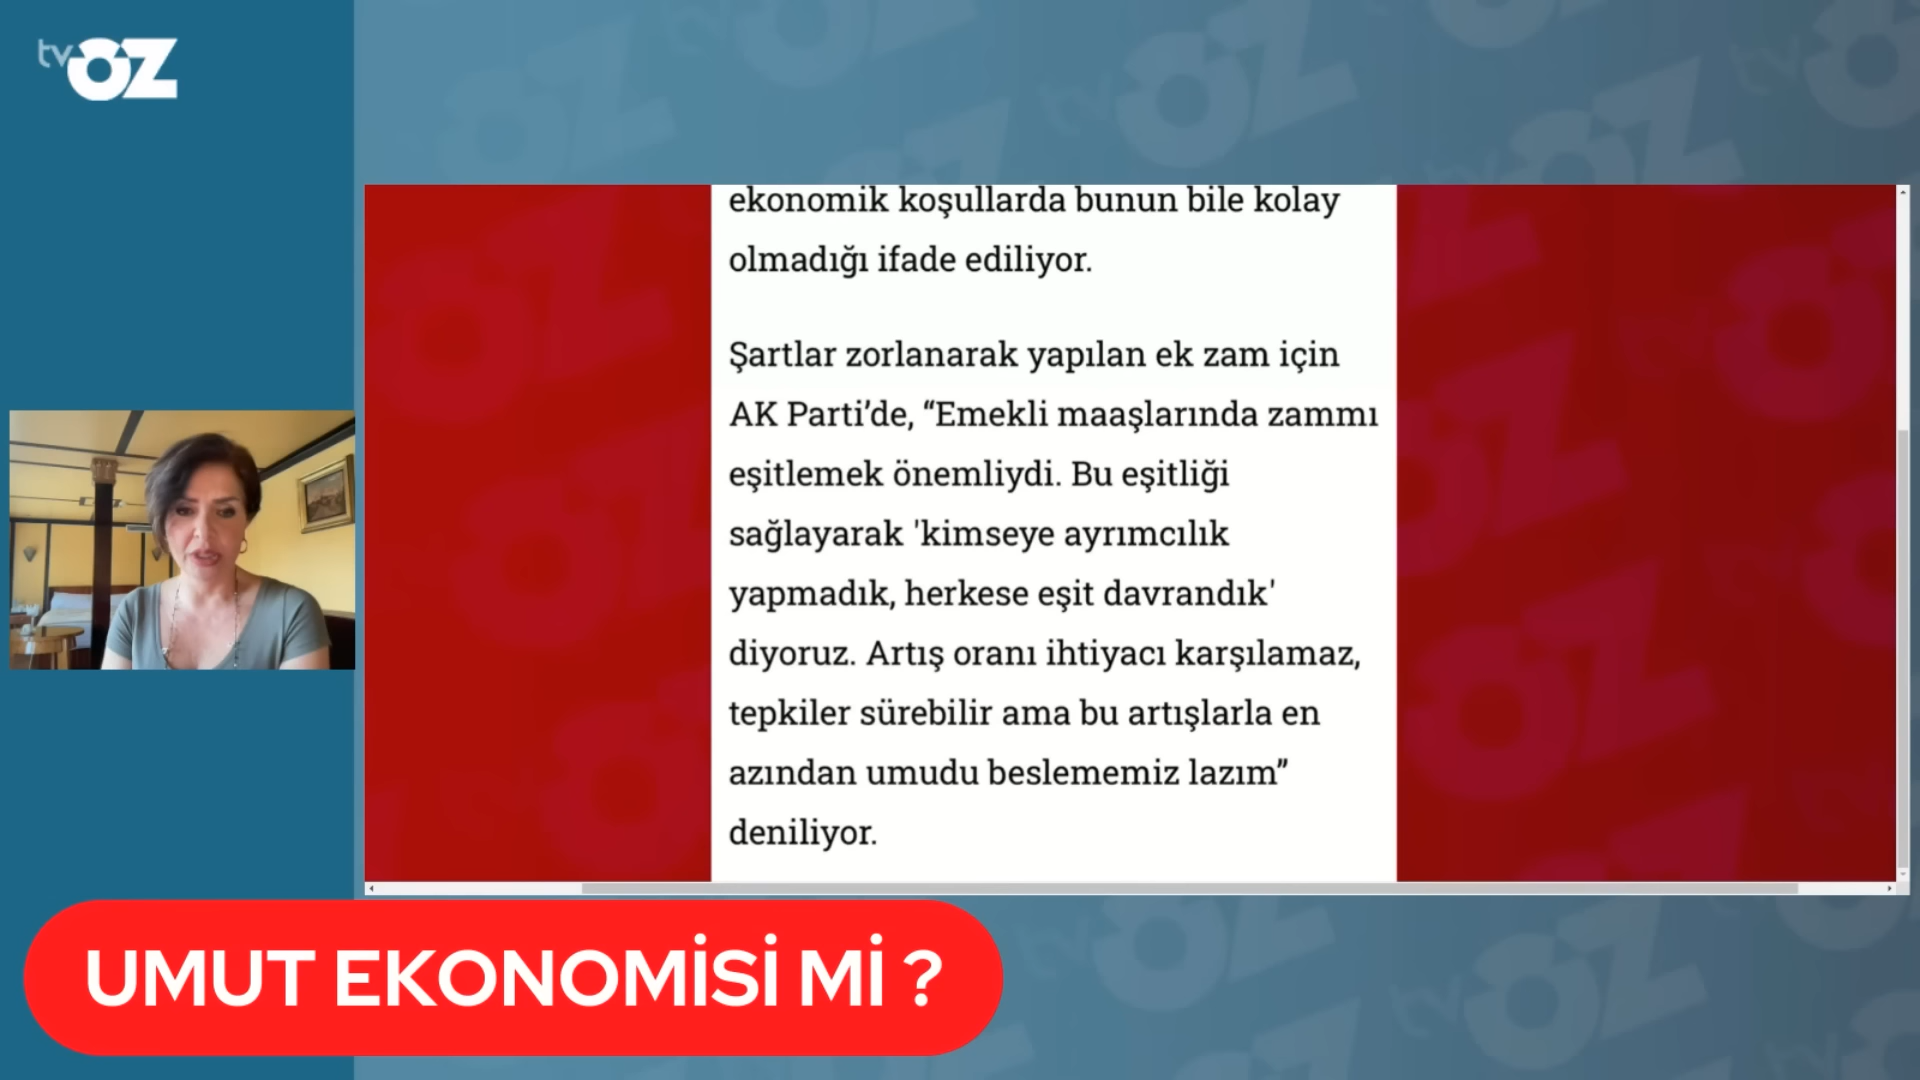 tvÖZ
ekonomik koşullarda bunun bile kolay
olmadığı ifade ediliyor.
Şartlar zorlanarak yapılan ek zam için
AK Parti’de, “Emekli maaşlarında zammı
eşitlemek önemliydi. Bu eşitliği
sağlayarak 'kimseye ayrımcılık
yapmadık, herkese eşit davrandık'
diyoruz. Artış oranı ihtiyacı karşılamaz,
tepkiler sürebilir ama bu artışlarla en
azından umudu beslememiz lazım”
deniliyor.
UMUT EKONOMİSİ Mİ ?